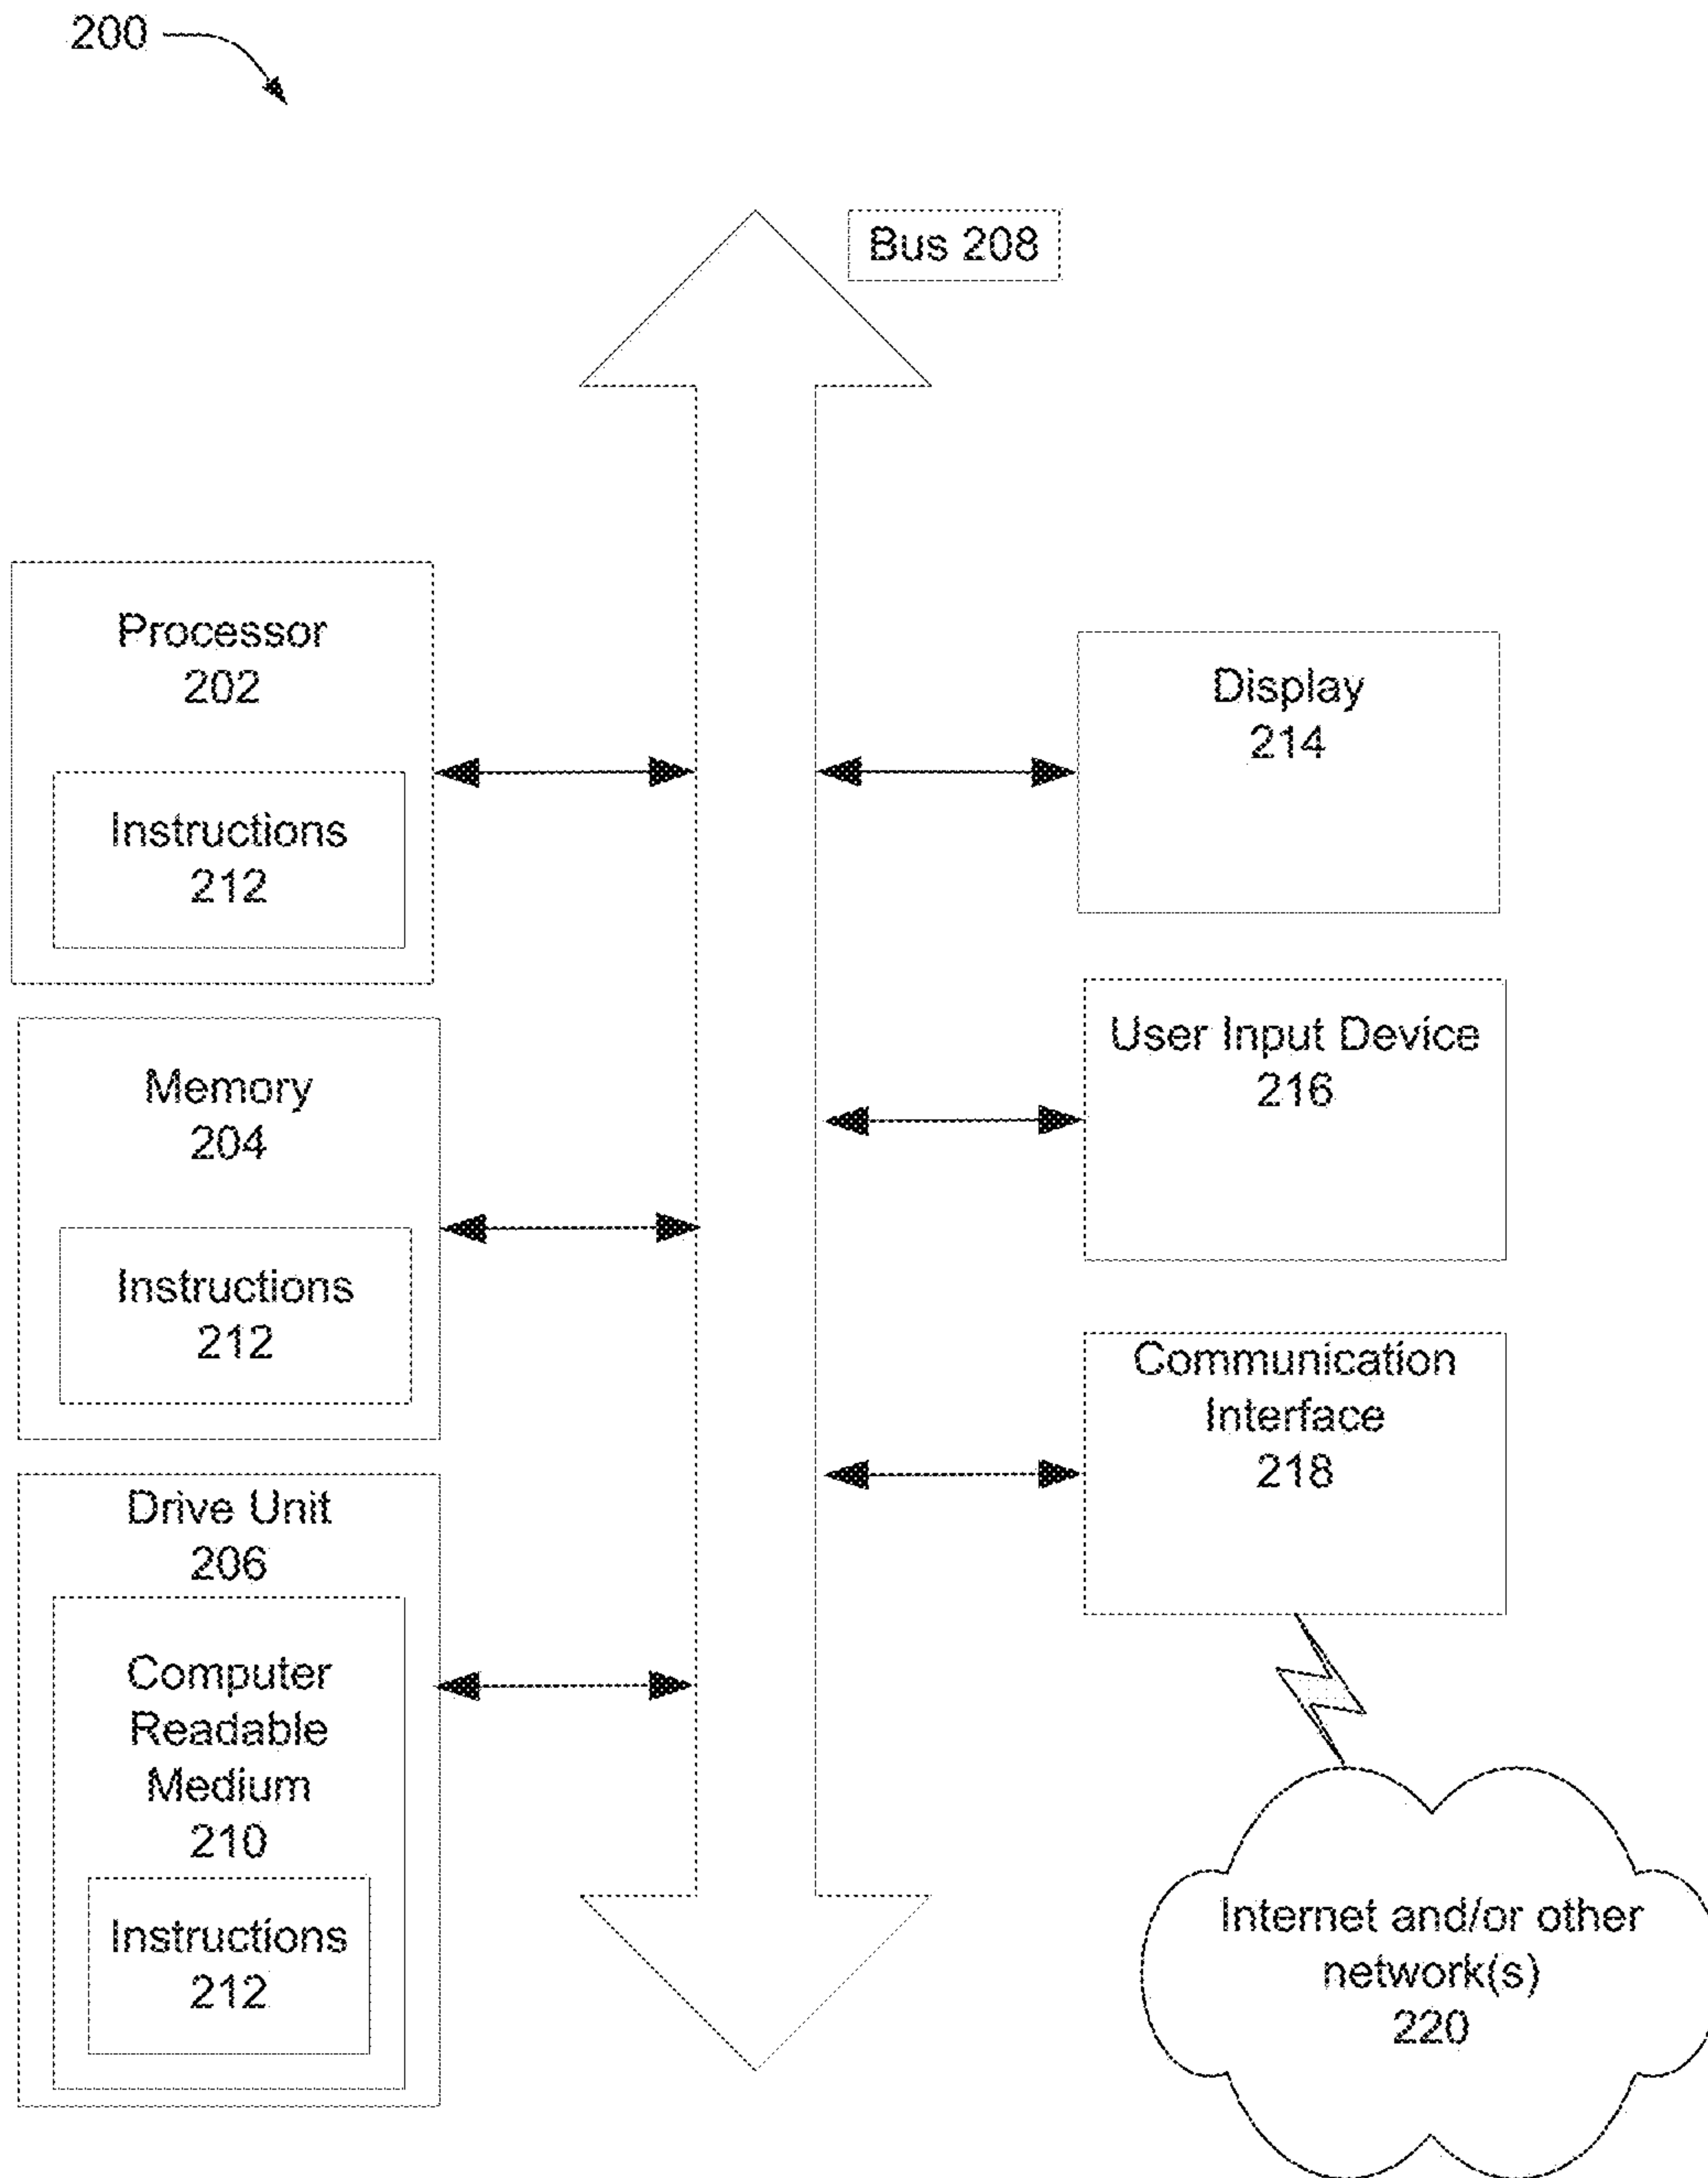 200
Bus 208
Processor
202
Instructions
212
Memory
204
Instructions
212
Drive Unit
206
Computer
Readable
Medium
210
Instructions
212
Display
214
User Input Device
216
Communication
Interface
218
Internet and/or other
network(s)
220